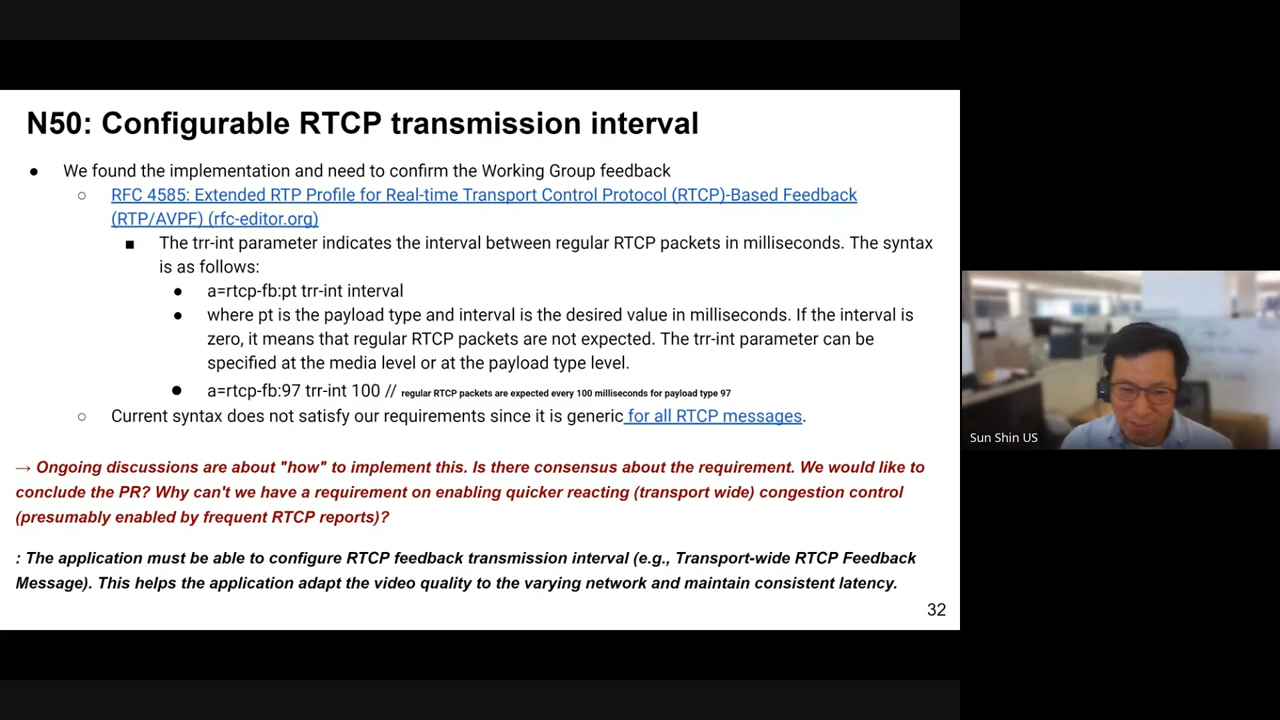 N50: Configurable RTCP transmission interval
● We found the implementation and need to confirm the Working Group feedback
○ RFC 4585: Extended RTP Profile for Real-time Transport Control Protocol (RTCP)-Based Feedback
(RTP/AVPF) (rfc-editor.org)
■ The trr-int parameter indicates the interval between regular RTCP packets in milliseconds. The syntax
is as follows:
● a=rtcp-fb:pt trr-int interval
● where pt is the payload type and interval is the desired value in milliseconds. If the interval is
zero, it means that regular RTCP packets are not expected. The trr-int parameter can be
specified at the media level or at the payload type level.
● a=rtcp-fb:97 trr-int 100 // regular RTCP packets are expected every 100 milliseconds for payload type 97
○ Current syntax does not satisfy our requirements since it is generic for all RTCP messages.
→ Ongoing discussions are about "how" to implement this. Is there consensus about the requirement. We would like to
conclude the PR? Why can't we have a requirement on enabling quicker reacting (transport wide) congestion control
(presumably enabled by frequent RTCP reports)?
: The application must be able to configure RTCP feedback transmission interval (e.g., Transport-wide RTCP Feedback
Message). This helps the application adapt the video quality to the varying network and maintain consistent latency.
32
Sun Shin US